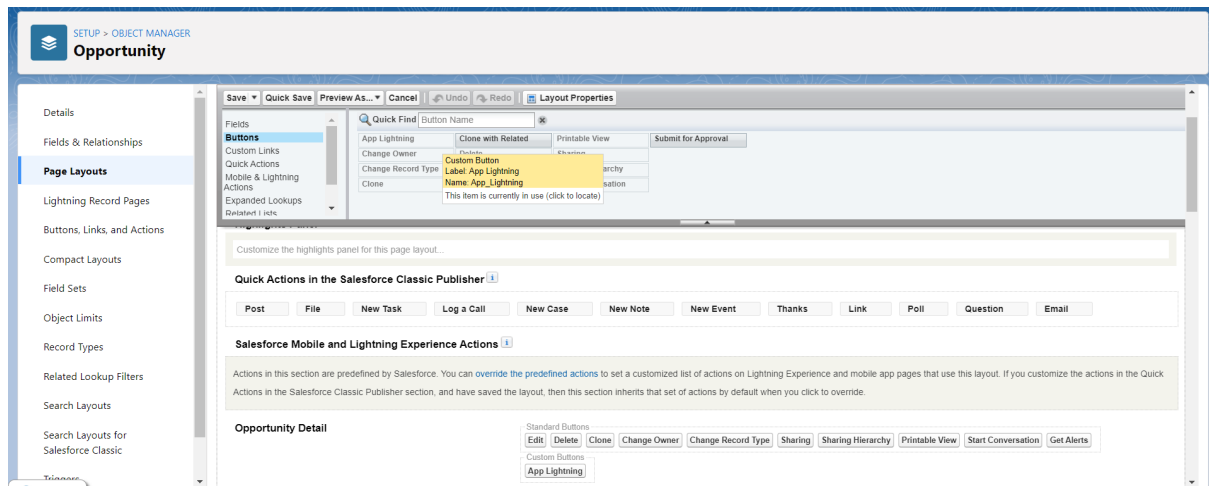 SETUP > OBJECT MANAGER
Opportunity
Details
Fields & Relationships
Page Layouts
Lightning Record Pages
Buttons, Links, and Actions
Compact Layouts
Field Sets
Object Limits
Record Types
Related Lookup Filters
Search Layouts
Search Layouts for
Salesforce Classic
Triggers
Save Quick Save Preview As... Cancel Undo Redo Layout Properties
Fields
Buttons
Custom Links
Quick Actions
Mobile & Lightning
Actions
Expanded Lookups
Related Lists
Quick Find Button Name
App Lightning Clone with Related Printable View Submit for Approval
Change Owner Delete Sharing
Change Record Type
Clone
Custom Button
Label: App Lightning
Name: App_Lightning
This item is currently in use (click to locate)
Highlights Panel
Customize the highlights panel for this page layout...
Quick Actions in the Salesforce Classic Publisher
Post File New Task Log a Call New Case New Note New Event Thanks Link Poll Question Email
Salesforce Mobile and Lightning Experience Actions
Actions in this section are predefined by Salesforce. You can override the predefined actions to set a customized list of actions on Lightning Experience and mobile app pages that use this layout. If you customize the actions in the Quick
Actions in the Salesforce Classic Publisher section, and have saved the layout, then this section inherits that set of actions by default when you click to override.
Opportunity Detail
Standard Buttons
Edit Delete Clone Change Owner Change Record Type Sharing Sharing Hierarchy Printable View Start Conversation Get Alerts
Custom Buttons
App Lightning